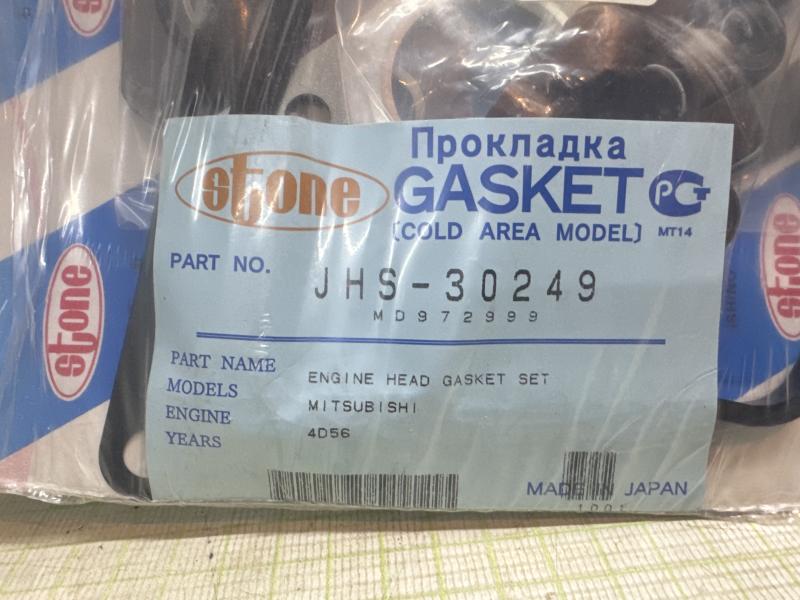 stone
Прокладка
GASKET
PCT
(COLD AREA MODEL)
MT14
PART NO.
JHS-30249
MD972999
PART NAME ENGINE HEAD GASKET SET
MODELS MITSUBISHI
ENGINE 4D56
YEARS
MADE IN JAPAN
stone
stone